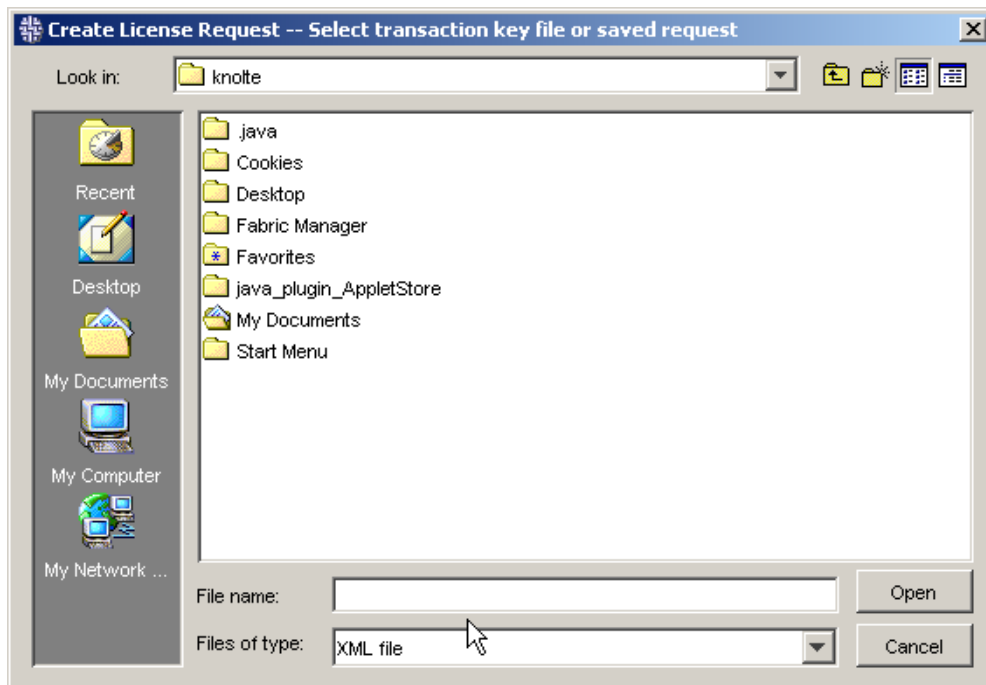 Create License Request -- Select transaction key file or saved request
Look in: knotte
Recent
Desktop
My Documents
My Computer
My Network ...
.java
Cookies
Desktop
Fabric Manager
Favorites
java_plugin_AppletStore
My Documents
Start Menu
File name: Open
Files of type: XML file Cancel